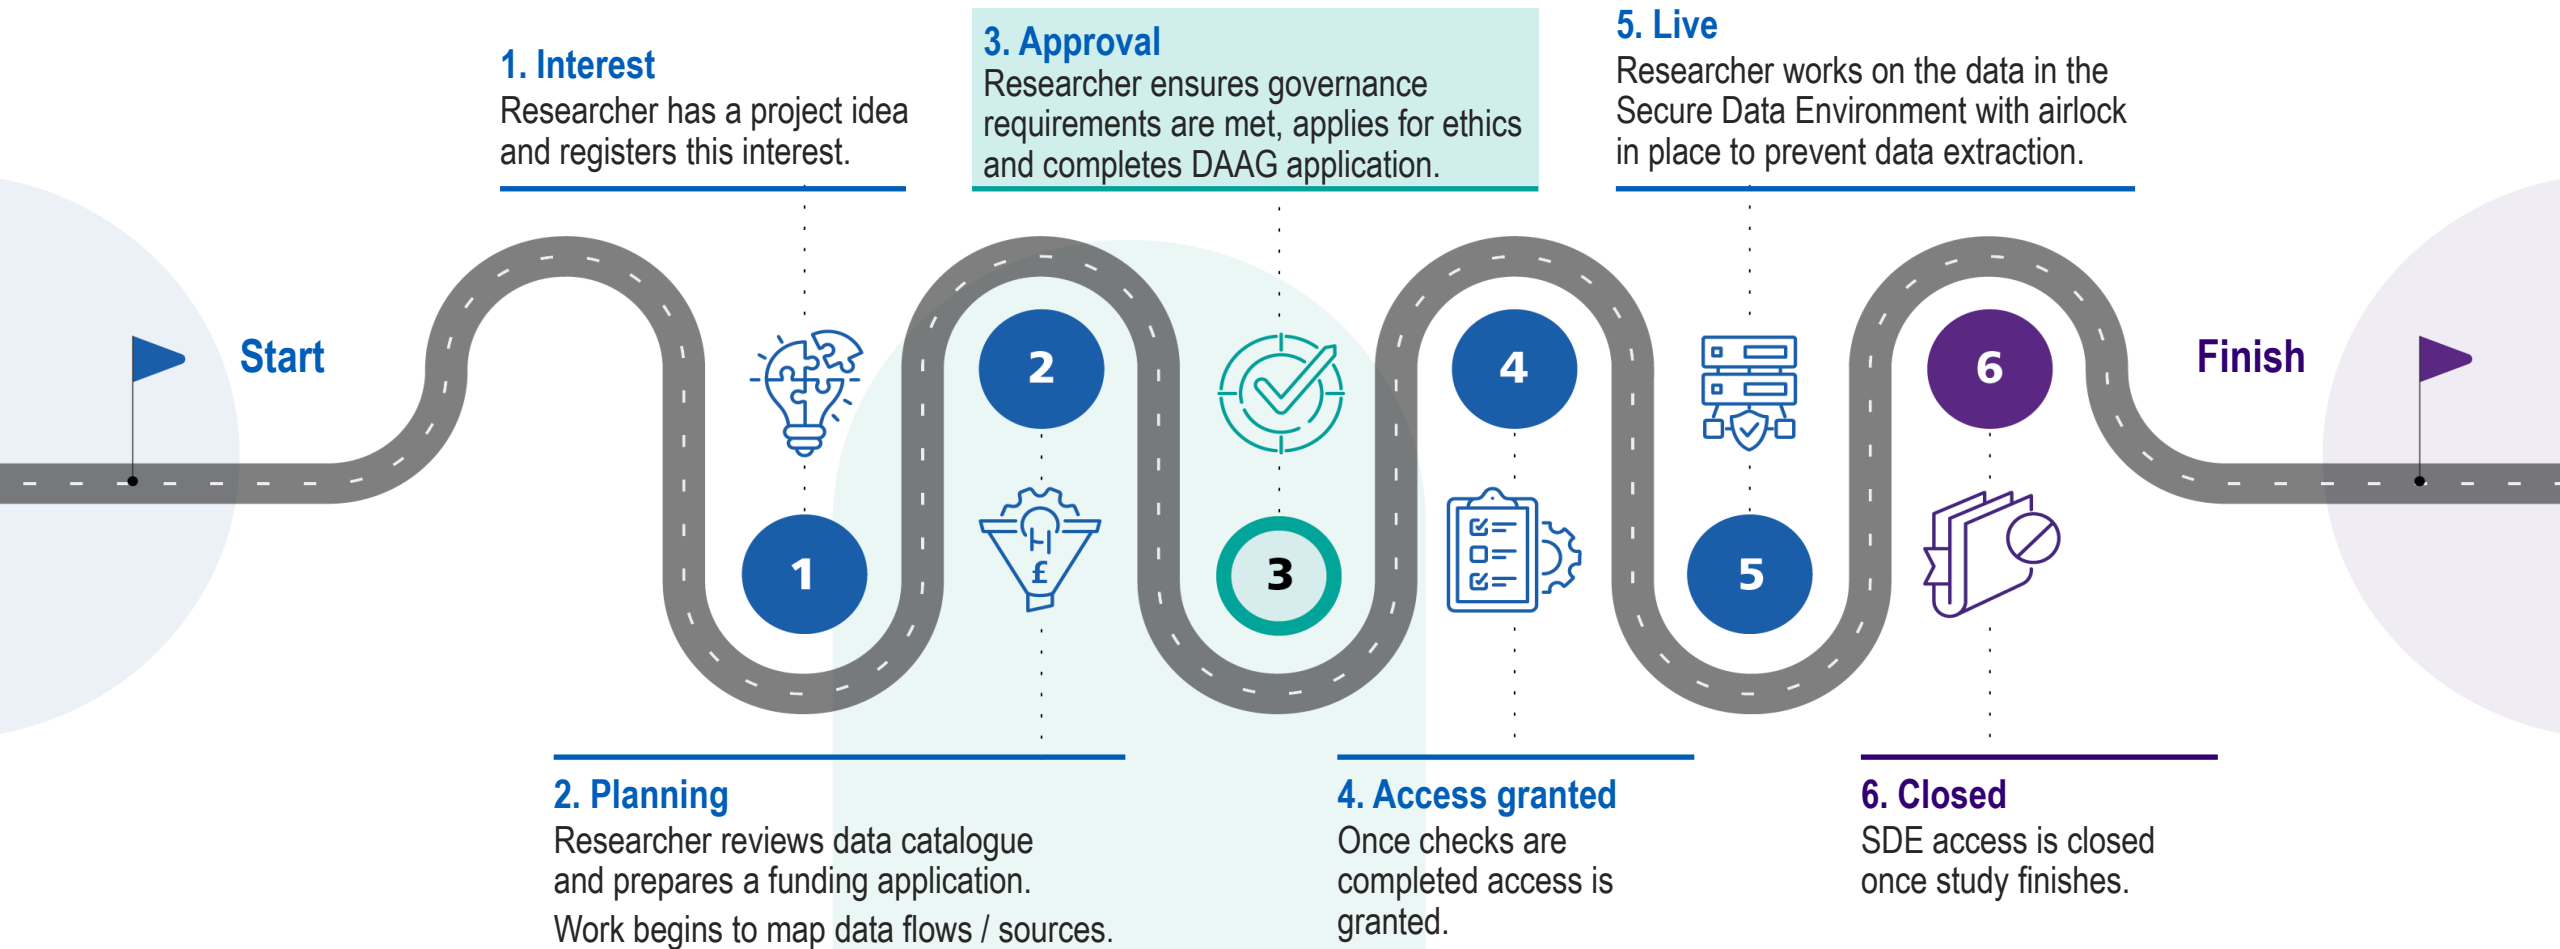 1. Interest
Researcher has a project idea
and registers this interest.
3. Approval
Researcher ensures governance
requirements are met, applies for ethics
and completes DAAG application.
5. Live
Researcher works on the data in the
Secure Data Environment with airlock
in place to prevent data extraction.
Start
2
4
6
Finish
£
1
3
5
2. Planning
Researcher reviews data catalogue
and prepares a funding application.
Work begins to map data flows / sources.
4. Access granted
Once checks are
completed access is
granted.
6. Closed
SDE access is closed
once study finishes.